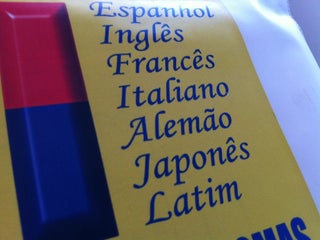 Espanhol
Inglês
Francês
Italiano
Alemão
Japonês
Latim